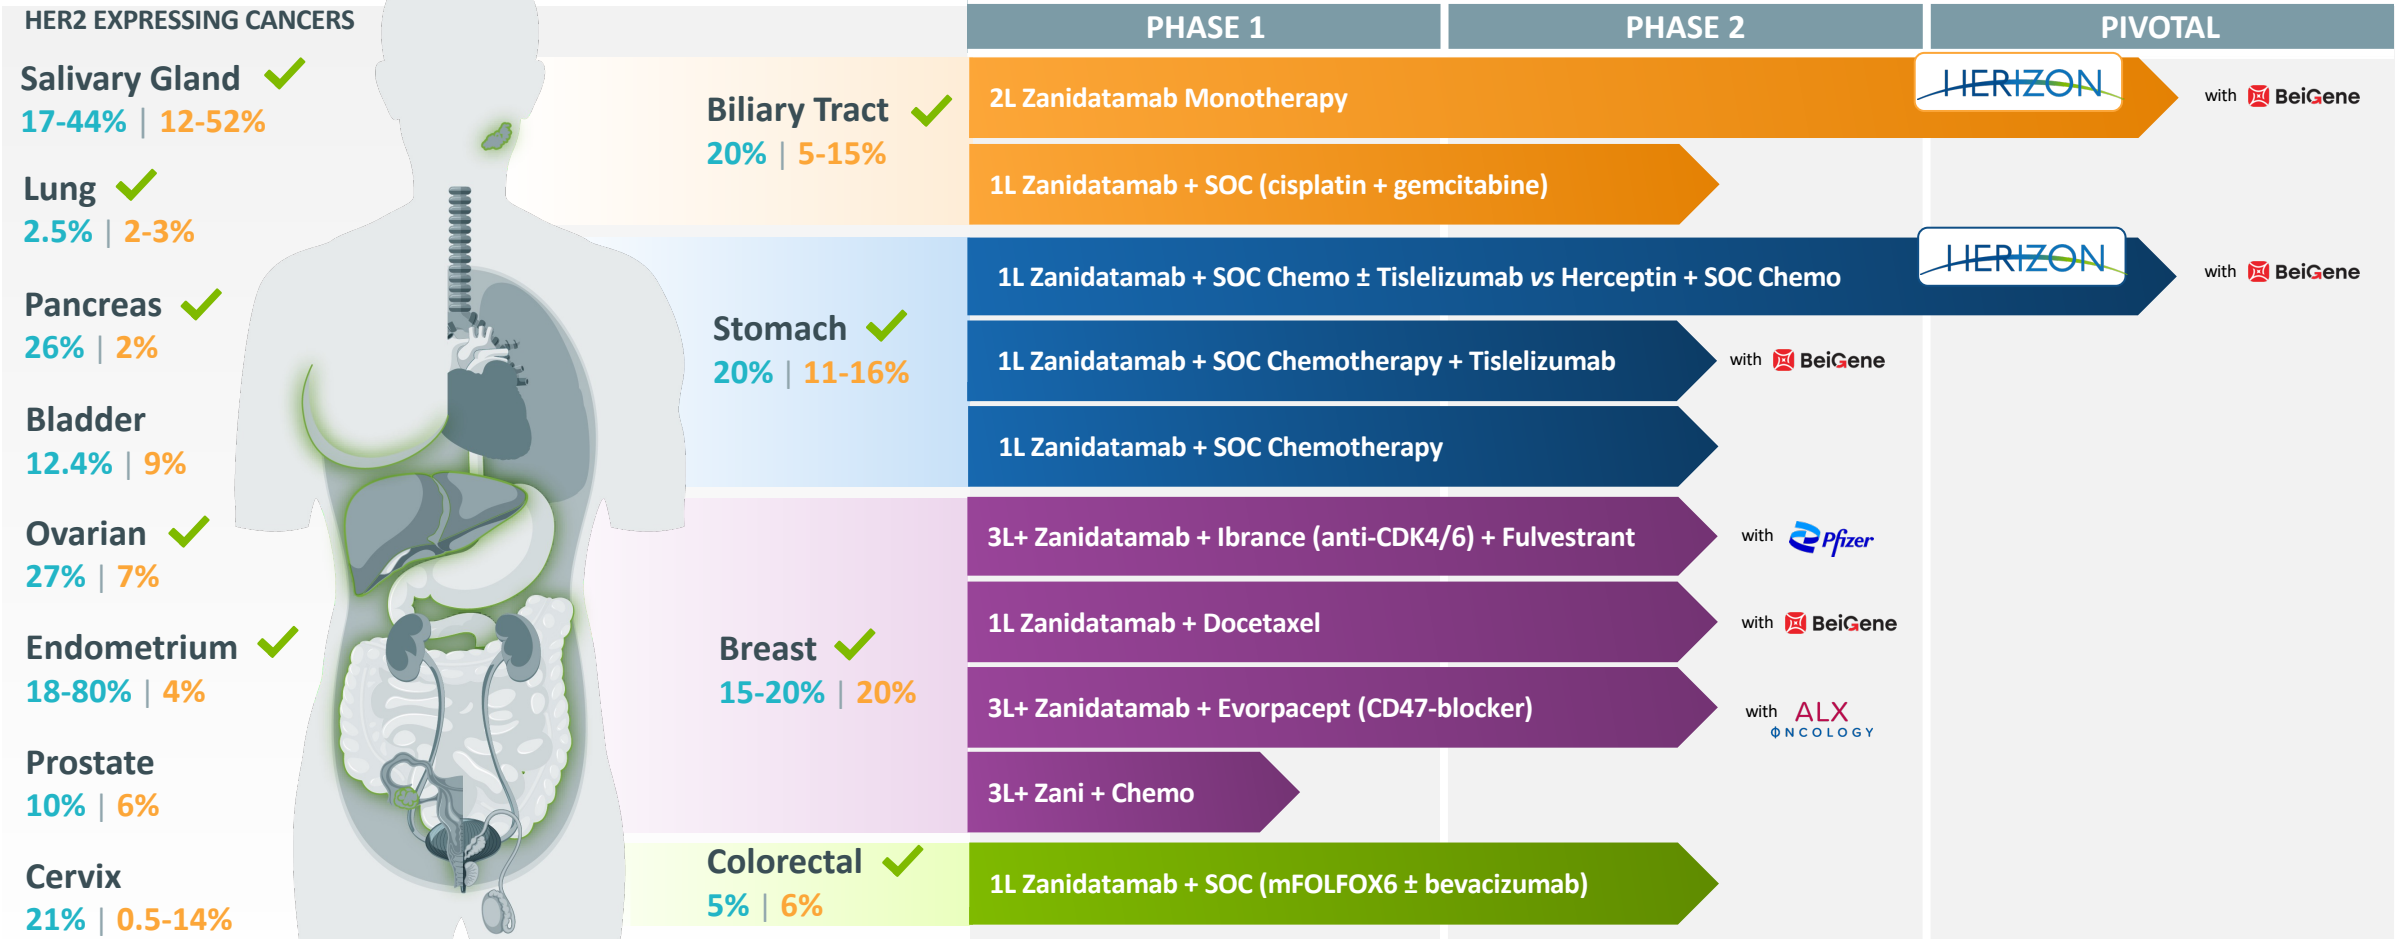 HER2 EXPRESSING CANCERS
Salivary Gland
17-44% | 12-52%
Lung
2.5% | 2-3%
Pancreas
26% | 2%
Bladder
12.4% | 9%
Ovarian
27% | 7%
Endometrium
18-80% | 4%
Prostate
10% | 6%
Cervix
21% | 0.5-14%
PHASE 1
PHASE 2
PIVOTAL
Biliary Tract
20% | 5-15%
2L Zanidatamab Monotherapy
HERIZON
with BeiGene
1L Zanidatamab + SOC (cisplatin + gemcitabine)
Stomach
20% | 11-16%
1L Zanidatamab + SOC Chemo ± Tislelizumab vs Herceptin + SOC Chemo
HERIZON
with BeiGene
1L Zanidatamab + SOC Chemotherapy + Tislelizumab
with BeiGene
1L Zanidatamab + SOC Chemotherapy
Breast
15-20% | 20%
3L+ Zanidatamab + Ibrance (anti-CDK4/6) + Fulvestrant
with Pfizer
1L Zanidatamab + Docetaxel
with BeiGene
3L+ Zanidatamab + Evorpacept (CD47-blocker)
with ALX
ONCOLOGY
3L+ Zani + Chemo
Colorectal
5% | 6%
1L Zanidatamab + SOC (mFOLFOX6 ± bevacizumab)